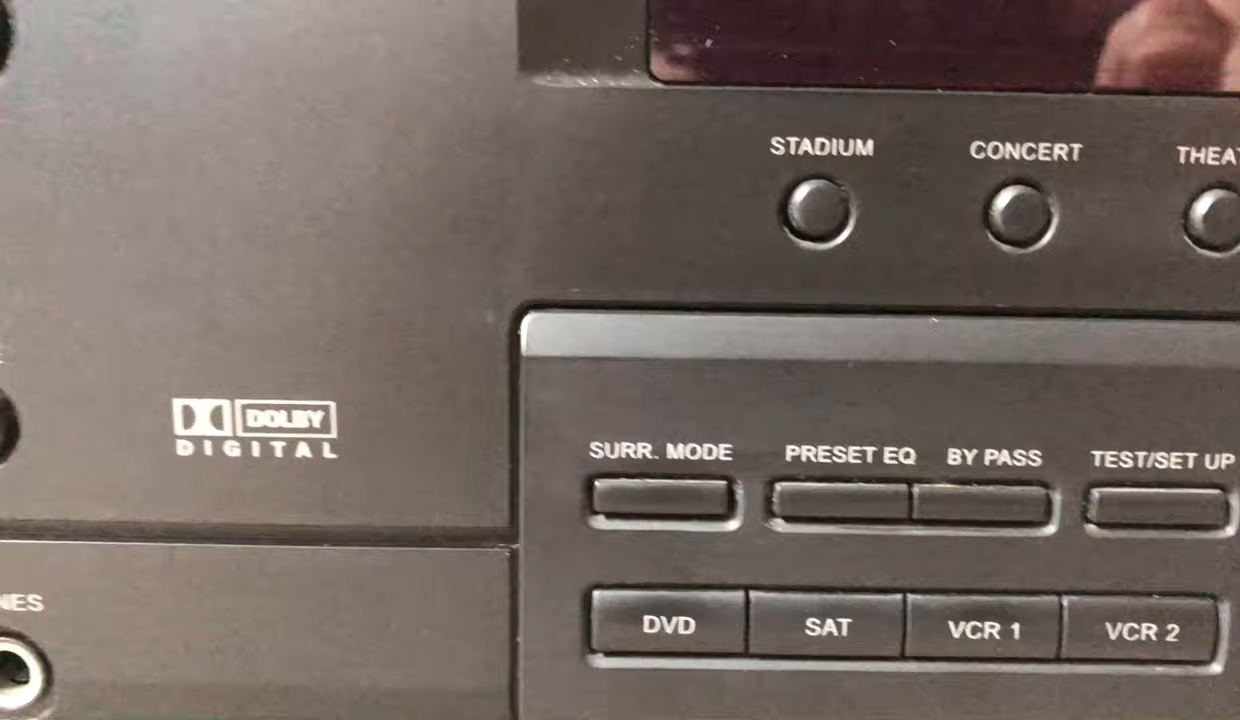 STADIUM CONCERT
DOLBY
DIGITAL
SURR. MODE PRESET EQ BY PASS TEST/SET UP
DVD SAT VCR 1 VCR 2